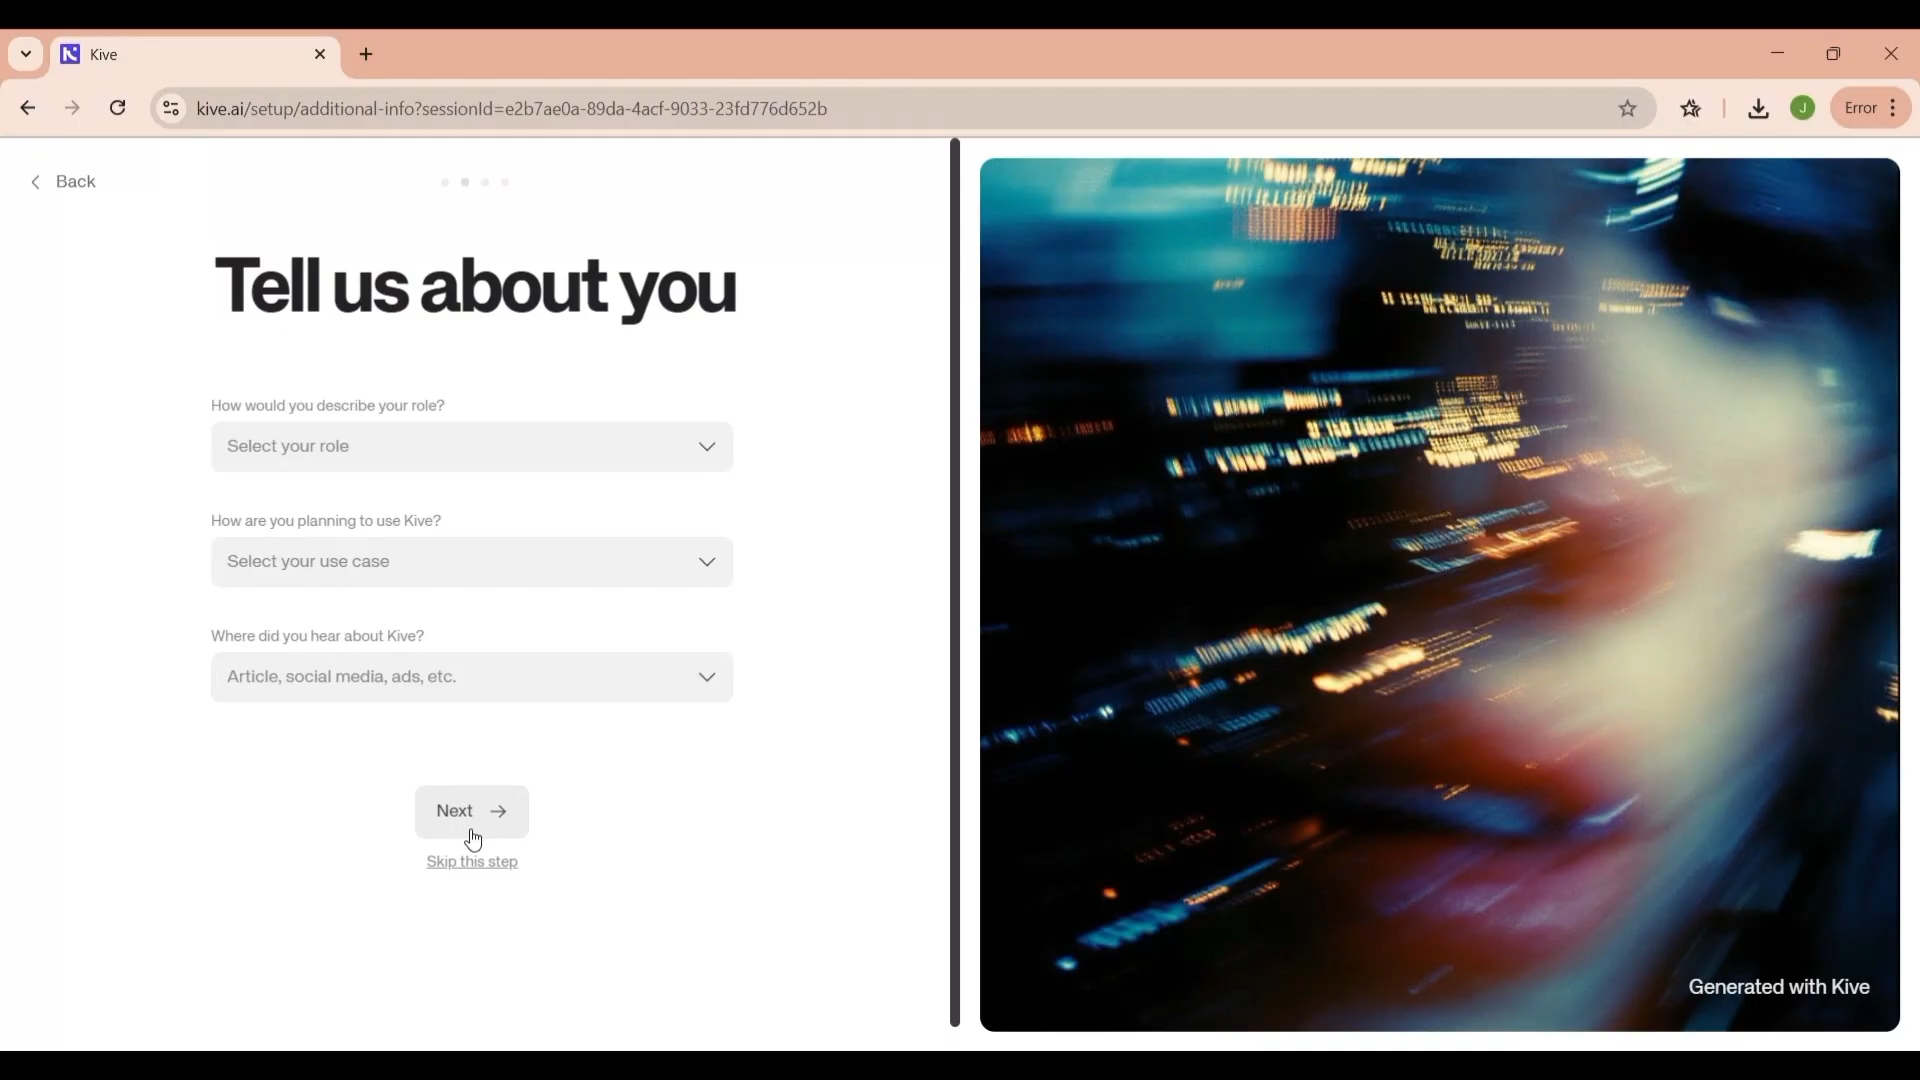 Kive
kive.ai/setup/additional-info?sessionId=e2b7ae0a-89da-4acf-9033-23fd776d652b
J
Error
Back
Tell us about you
How would you describe your role?
Select your role
How are you planning to use Kive?
Select your use case
Where did you hear about Kive?
Article, social media, ads, etc.
Next
Skip this step
Generated with Kive